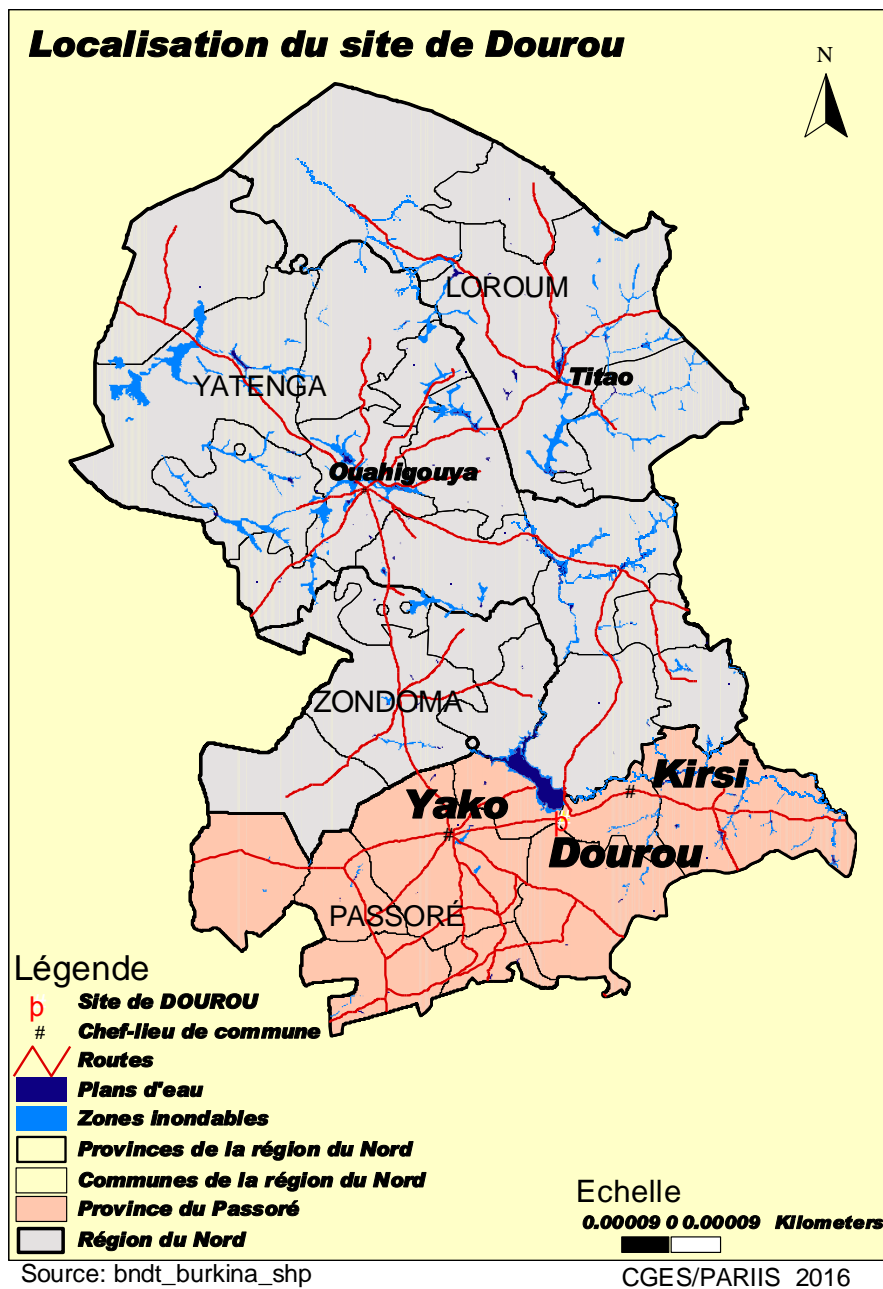 Localisation du site de Dourou
N
LOROUM
Titao
YATENGA
Ouahigouya
ZONDOMA
Kirsi
Yako
Dourou
PASSORÉ
Légende
þ Site de DOUROU
# Chef-lieu de commune
Routes
Plans d'eau
Zones inondables
Provinces de la région du Nord
Communes de la région du Nord
Province du Passoré
Région du Nord
Echelle
0.00009 0 0.00009 Kilometers
Source: bndt_burkina_shp
CGES/PARIIS 2016